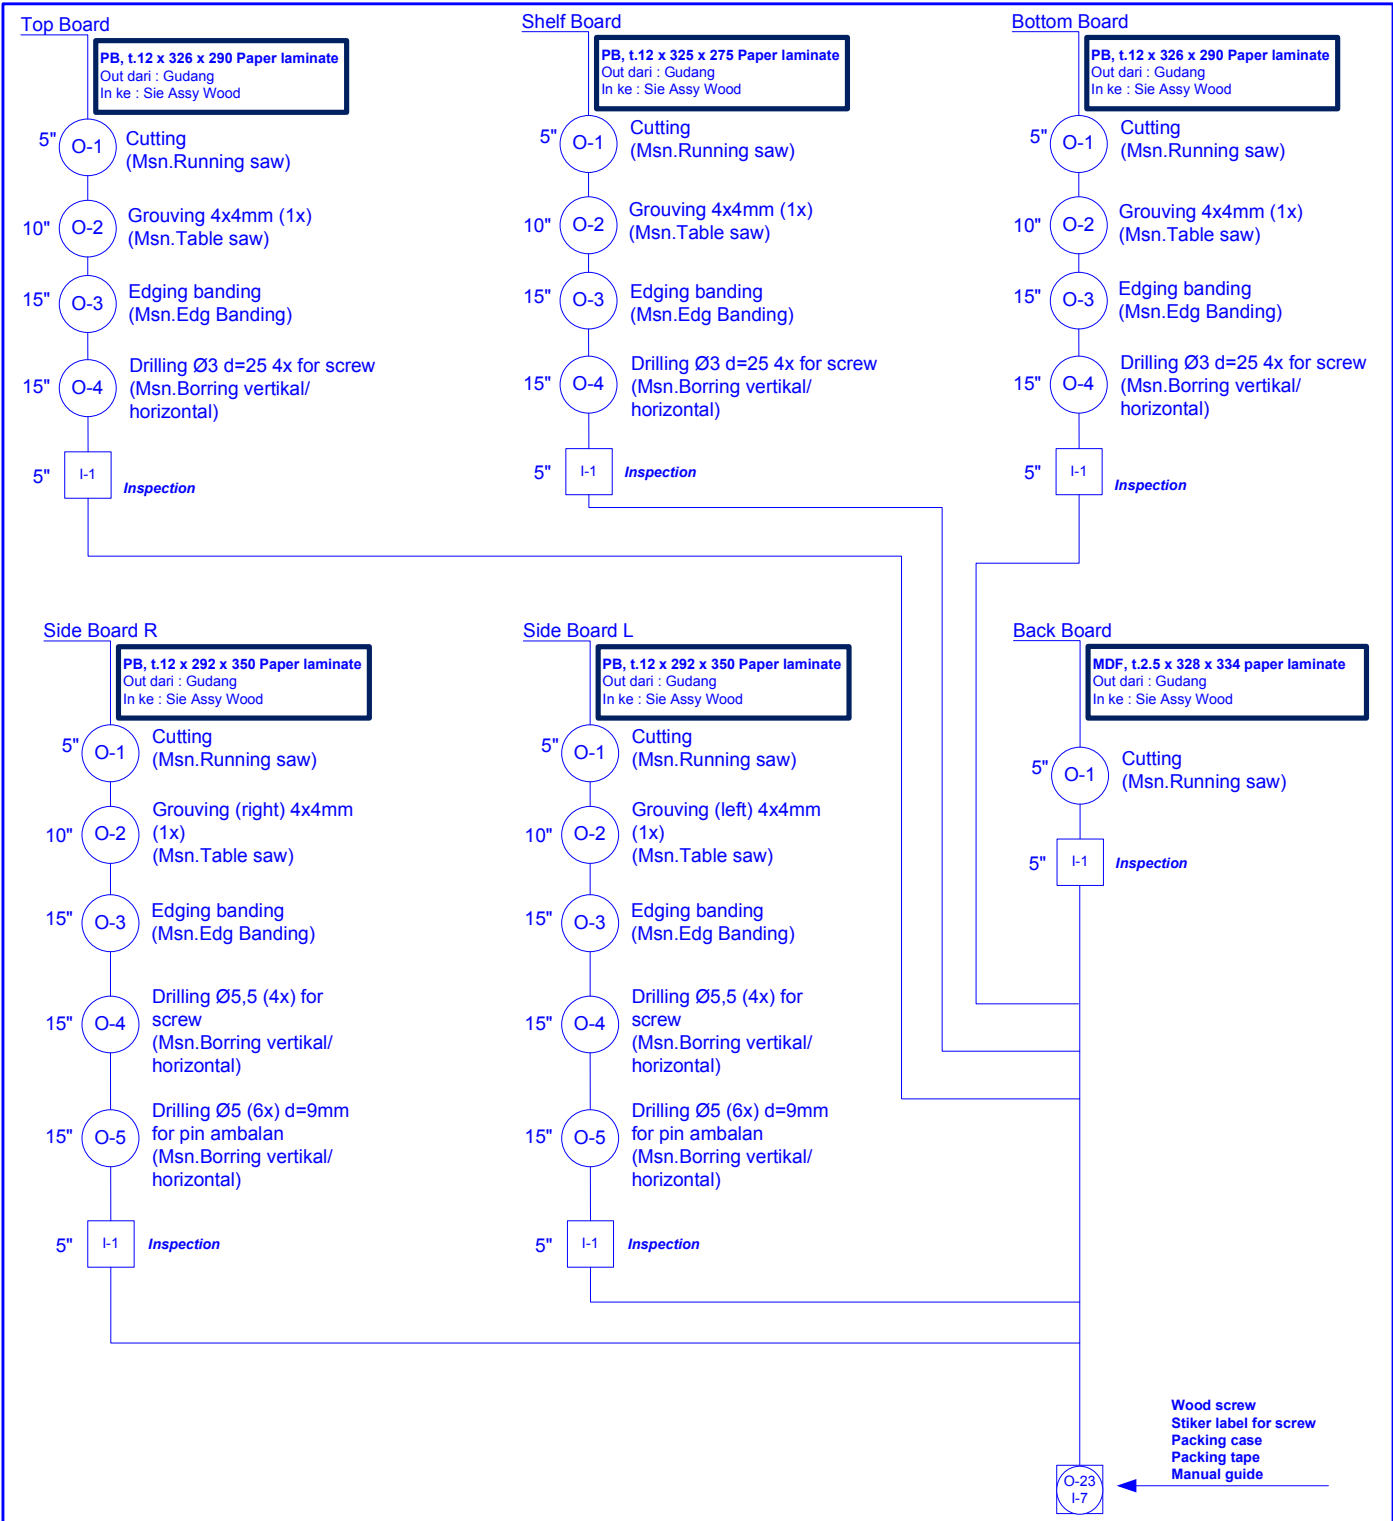 Top Board
PB, t.12 x 326 x 290 Paper laminate
Out dari : Gudang
In ke : Sie Assy Wood
5"
O-1
Cutting
(Msn.Running saw)
10"
O-2
Grouving 4x4mm (1x)
(Msn.Table saw)
15"
O-3
Edging banding
(Msn.Edg Banding)
15"
O-4
Drilling Ø3 d=25 4x for screw
(Msn.Borring vertikal/
horizontal)
5"
I-1
Inspection
Shelf Board
PB, t.12 x 325 x 275 Paper laminate
Out dari : Gudang
In ke : Sie Assy Wood
5"
O-1
Cutting
(Msn.Running saw)
10"
O-2
Grouving 4x4mm (1x)
(Msn.Table saw)
15"
O-3
Edging banding
(Msn.Edg Banding)
15"
O-4
Drilling Ø3 d=25 4x for screw
(Msn.Borring vertikal/
horizontal)
5"
I-1
Inspection
Bottom Board
PB, t.12 x 326 x 290 Paper laminate
Out dari : Gudang
In ke : Sie Assy Wood
5"
O-1
Cutting
(Msn.Running saw)
10"
O-2
Grouving 4x4mm (1x)
(Msn.Table saw)
15"
O-3
Edging banding
(Msn.Edg Banding)
15"
O-4
Drilling Ø3 d=25 4x for screw
(Msn.Borring vertikal/
horizontal)
5"
I-1
Inspection
Side Board R
PB, t.12 x 292 x 350 Paper laminate
Out dari : Gudang
In ke : Sie Assy Wood
5"
O-1
Cutting
(Msn.Running saw)
10"
O-2
Grouving (right) 4x4mm
(1x)
(Msn.Table saw)
15"
O-3
Edging banding
(Msn.Edg Banding)
15"
O-4
Drilling Ø5,5 (4x) for
screw
(Msn.Borring vertikal/
horizontal)
15"
O-5
Drilling Ø5 (6x) d=9mm
for pin ambalan
(Msn.Borring vertikal/
horizontal)
5"
I-1
Inspection
Side Board L
PB, t.12 x 292 x 350 Paper laminate
Out dari : Gudang
In ke : Sie Assy Wood
5"
O-1
Cutting
(Msn.Running saw)
10"
O-2
Grouving (left) 4x4mm
(1x)
(Msn.Table saw)
15"
O-3
Edging banding
(Msn.Edg Banding)
15"
O-4
Drilling Ø5,5 (4x) for
screw
(Msn.Borring vertikal/
horizontal)
15"
O-5
Drilling Ø5 (6x) d=9mm
for pin ambalan
(Msn.Borring vertikal/
horizontal)
5"
I-1
Inspection
Back Board
MDF, t.2.5 x 328 x 334 paper laminate
Out dari : Gudang
In ke : Sie Assy Wood
5"
O-1
Cutting
(Msn.Running saw)
5"
I-1
Inspection
Wood screw
Stiker label for screw
Packing case
Packing tape
Manual guide
O-23
I-7